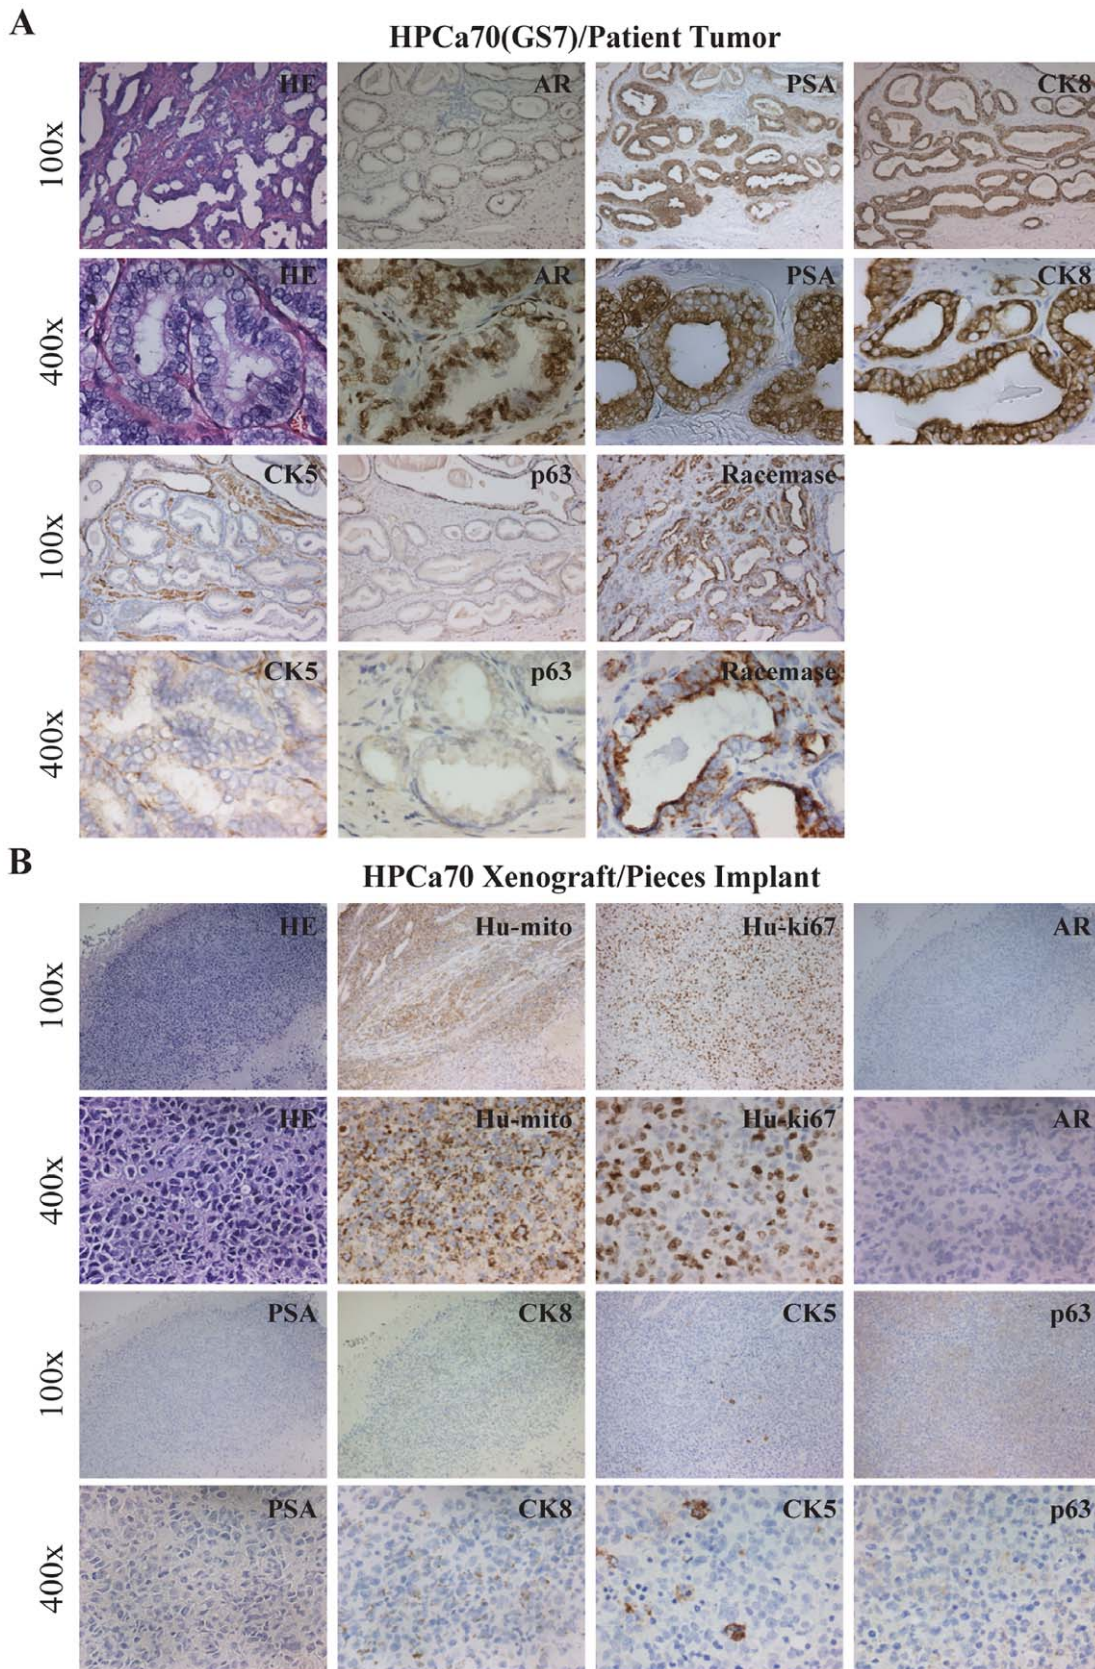 A
HPCa70(GS7)/Patient Tumor
100x
HE
AR
PSA
CK8
400x
HE
AR
PSA
CK8
100x
CK5
p63
Racemase
400x
CK5
p63
Racemase
B
HPCa70 Xenograft/Pieces Implant
100x
HE
Hu-mito
Hu-ki67
AR
400x
HE
Hu-mito
Hu-ki67
AR
100x
PSA
CK8
CK5
p63
400x
PSA
CK8
CK5
p63